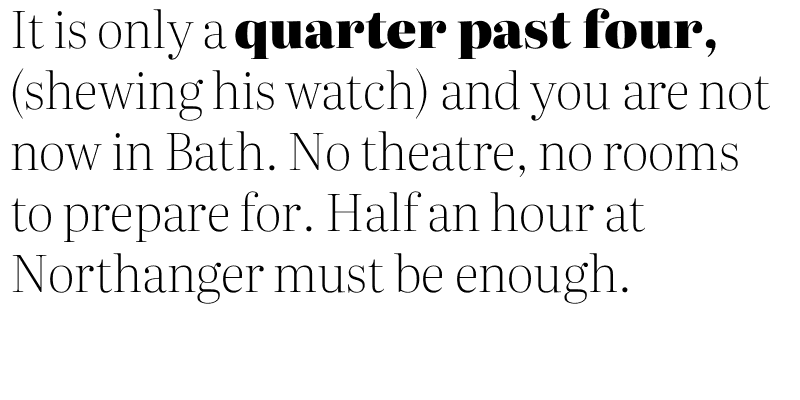 It is only a quarter past four,
(shewing his watch) and you are not
now in Bath. No theatre, no rooms
to prepare for. Half an hour at
Northanger must be enough.